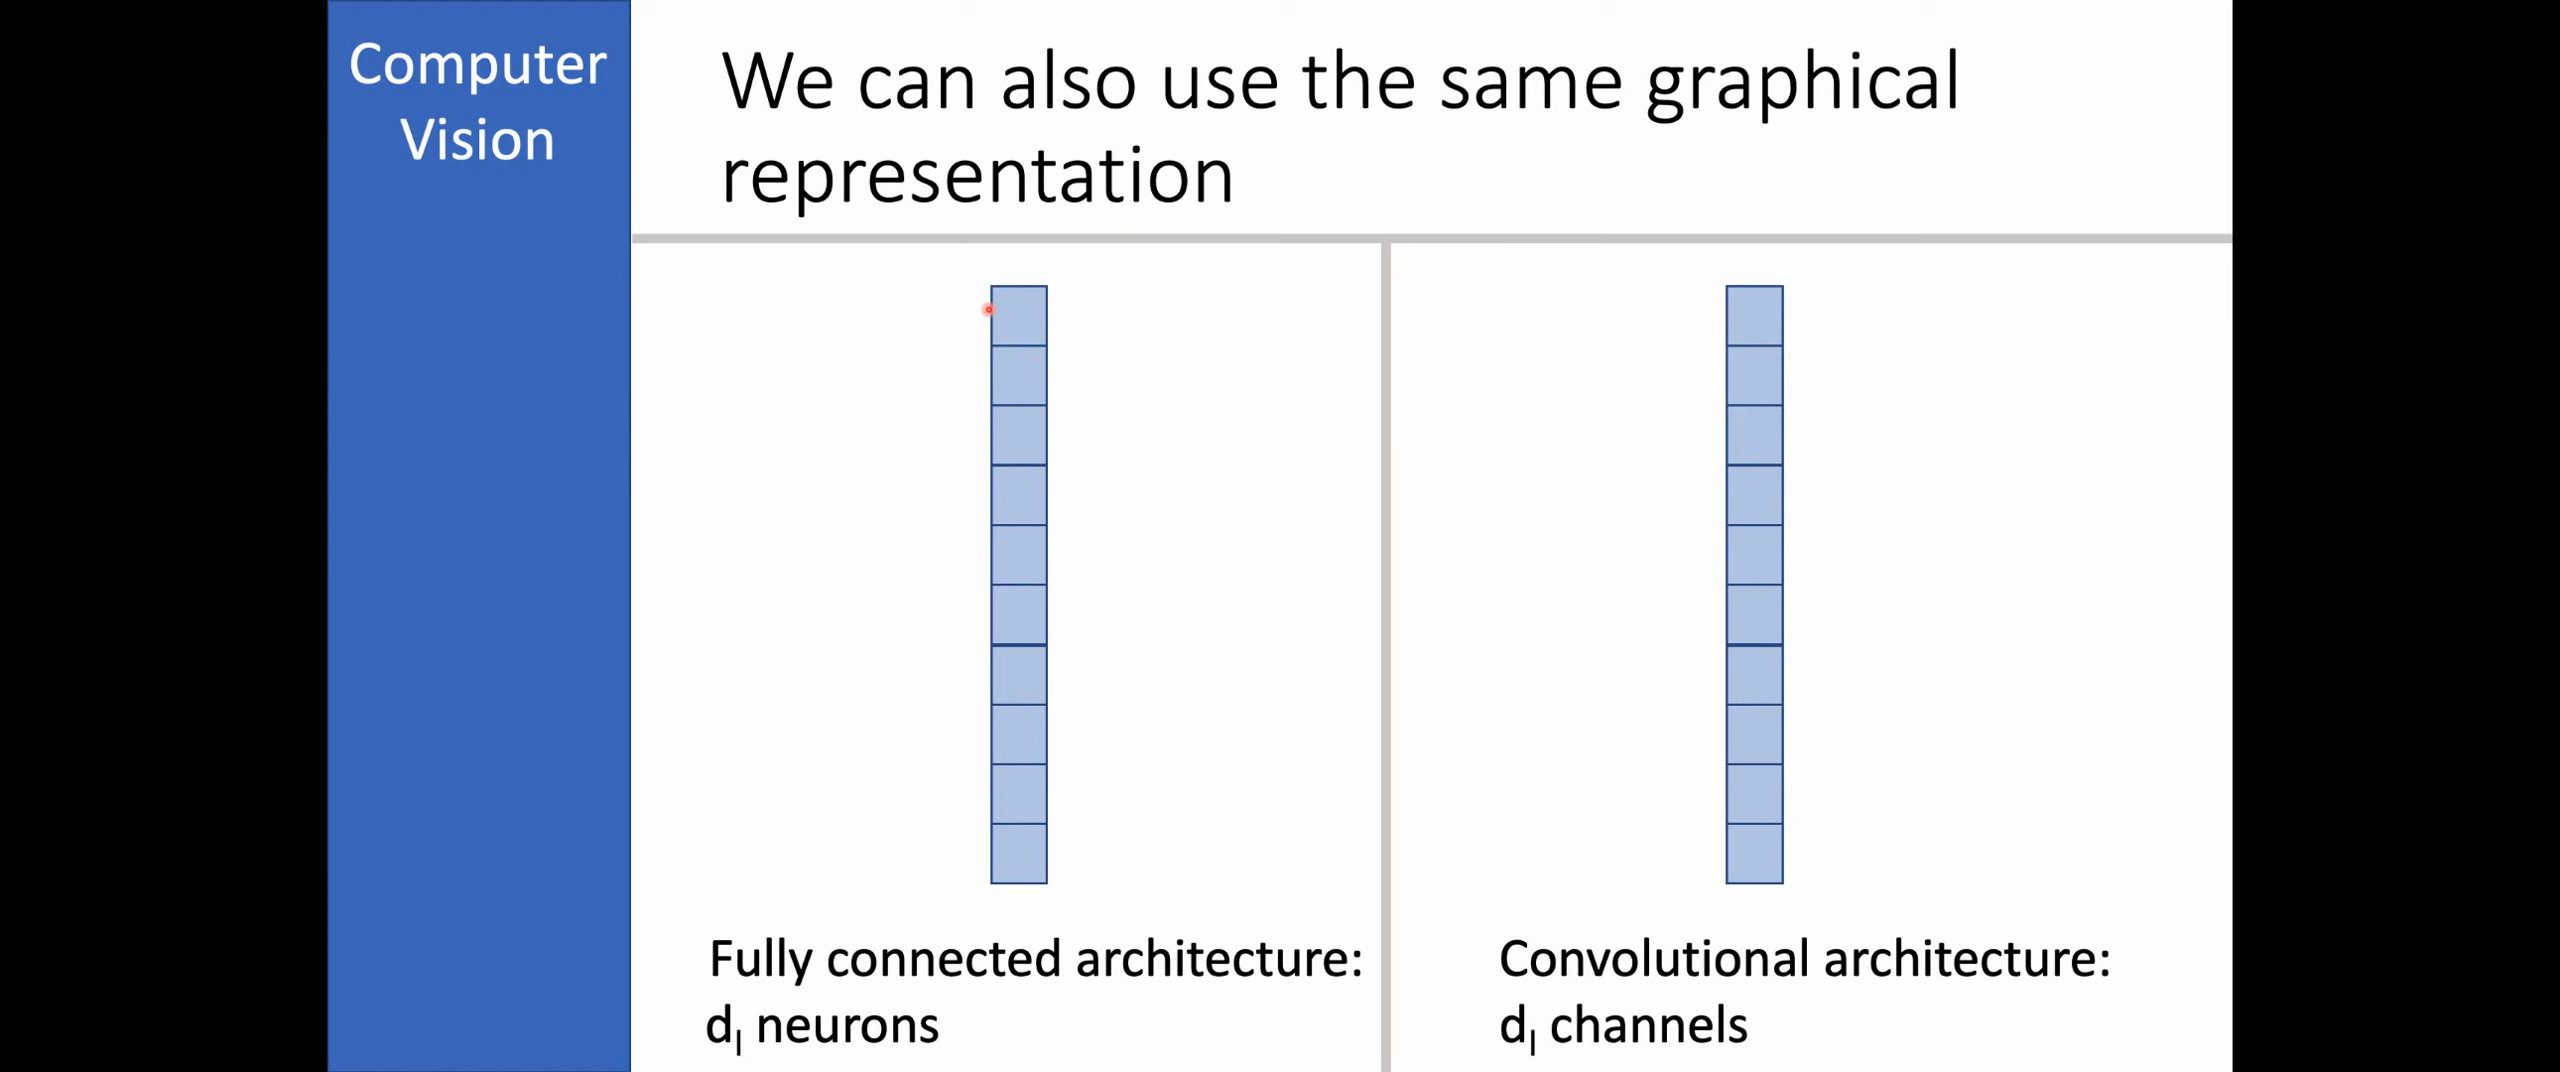 Computer
Vision
We can also use the same graphical
representation
Fully connected architecture:
dₗ neurons
Convolutional architecture:
dₗ channels